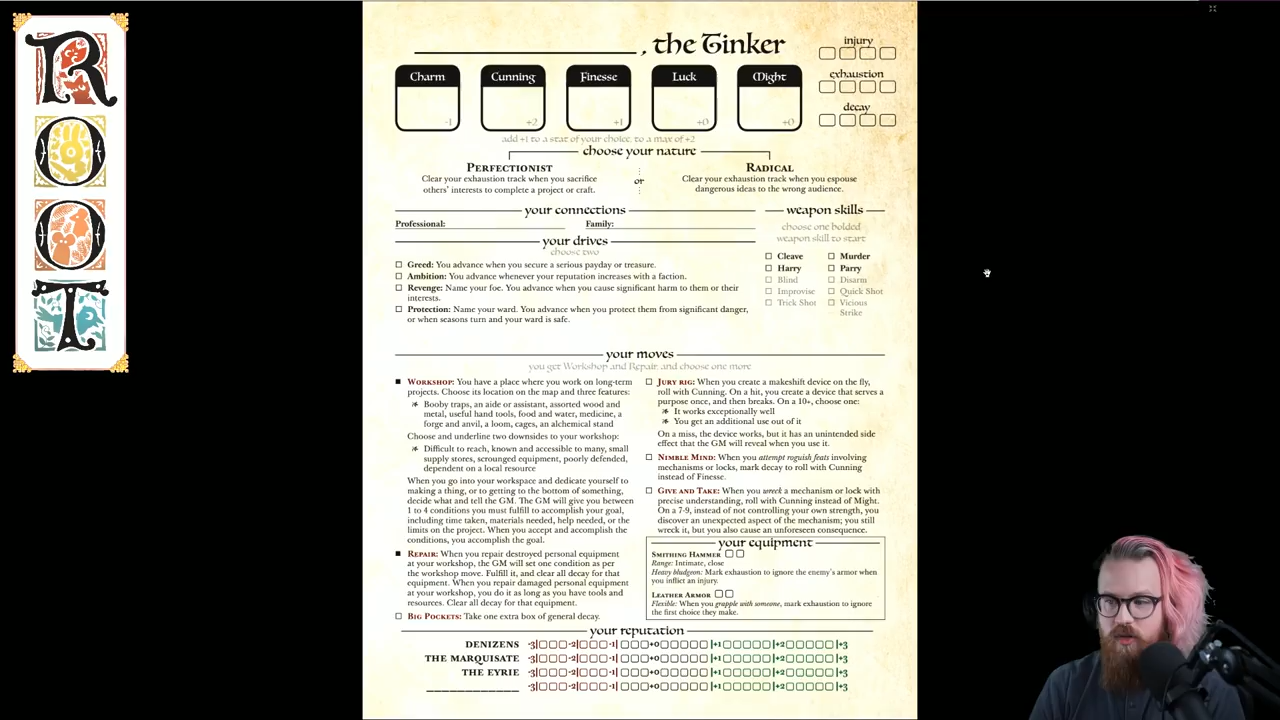 ROOT
, the Tinker
injury
exhaustion
decay
Charm
Cunning
Finesse
Luck
Might
-1
+2
+1
+0
+0
add +1 to a stat of your choice, to a max of +2
choose your nature
PERFECTIONIST
Clear your exhaustion track when you sacrifice
others' interests to complete a project or craft.
or
RADICAL
Clear your exhaustion track when you espouse
dangerous ideas to the wrong audience.
your connections
Professional:
Family:
your drives
choose two
Greed: You advance when you secure a serious payday or treasure.
Ambition: You advance whenever your reputation increases with a faction.
Revenge: Name your foe. You advance when you cause significant harm to them or their
interests.
Protection: Name your ward. You advance when you protect them from significant danger,
or when seasons turn and your ward is safe.
weapon skills
choose one bolded
weapon skill to start
Cleave
Murder
Harry
Parry
Blind
Disarm
Improvise
Quick Shot
Trick Shot
Vicious
Strike
your moves
you get Workshop and Repair, and choose one more
WORKSHOP: You have a place where you work on long-term
projects. Choose its location on the map and three features:
Booby traps, an aide or assistant, assorted wood and
metal, useful hand tools, food and water, medicine, a
forge and anvil, a loom, cages, an alchemical stand
Choose and underline two downsides to your workshop:
Difficult to reach, known and accessible to many, small
supply stores, scrounged equipment, poorly defended,
dependent on a local resource
When you go into your workspace and dedicate yourself to
making a thing, or to getting to the bottom of something,
decide what and tell the GM. The GM will give you between
1 to 4 conditions you must fulfill to accomplish your goal,
including time taken, materials needed, help needed, or the
limits on the project. When you accept and accomplish the
conditions, you accomplish the goal.
REPAIR: When you repair destroyed personal equipment
at your workshop, the GM will set one condition as per
the workshop move. Fulfill it, and clear all decay for that
equipment. When you repair damaged personal equipment
at your workshop, you do it as long as you have tools and
resources. Clear all decay for that equipment.
BIG POCKETS: Take one extra box of general decay.
JURY RIG: When you create a makeshift device on the fly,
roll with Cunning. On a hit, you create a device that serves a
purpose once, and then breaks. On a 10+, choose one:
It works exceptionally well
You get an additional use out of it
On a miss, the device works, but it has an unintended side
effect that the GM will reveal when you use it.
NIMBLE MIND: When you attempt roguish feats involving
mechanisms or locks, mark decay to roll with Cunning
instead of Finesse.
GIVE AND TAKE: When you wreck a mechanism or lock with
precise understanding, roll with Cunning instead of Might.
On a 7-9, instead of not controlling your own strength, you
discover an unexpected aspect of the mechanism; you still
wreck it, but you also cause an unforeseen consequence.
your equipment
SMITHING HAMMER
Range: Intimate, close
Heavy bludgeon: Mark exhaustion to ignore the enemy's armor when
you inflict an injury.
LEATHER ARMOR
Flexible: When you grapple with someone, mark exhaustion to ignore
the first choice they make.
your reputation
DENIZENS -3 -2 -1 +0 +1 +2 +3
THE MARQUISATE -3 -2 -1 +0 +1 +2 +3
THE EYRIE -3 -2 -1 +0 +1 +2 +3
-3 -2 -1 +0 +1 +2 +3